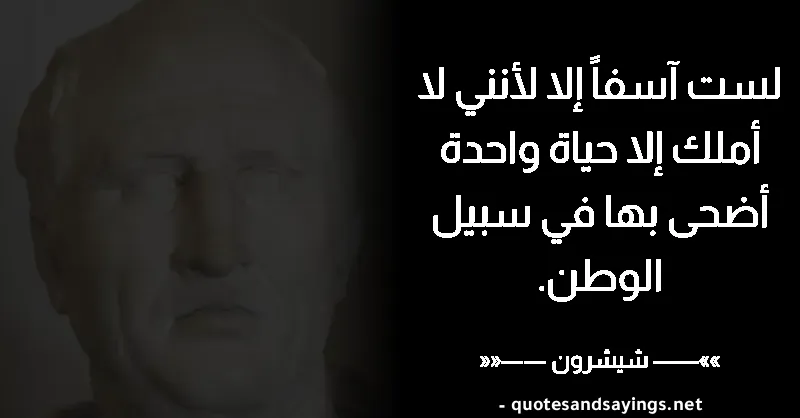 لست آسفاً إلا لأنني لا
أملك إلا حياة واحدة
أضحى بها في سبيل
الوطن.
»»—— شيشرون ——««
- quotesandsayings.net